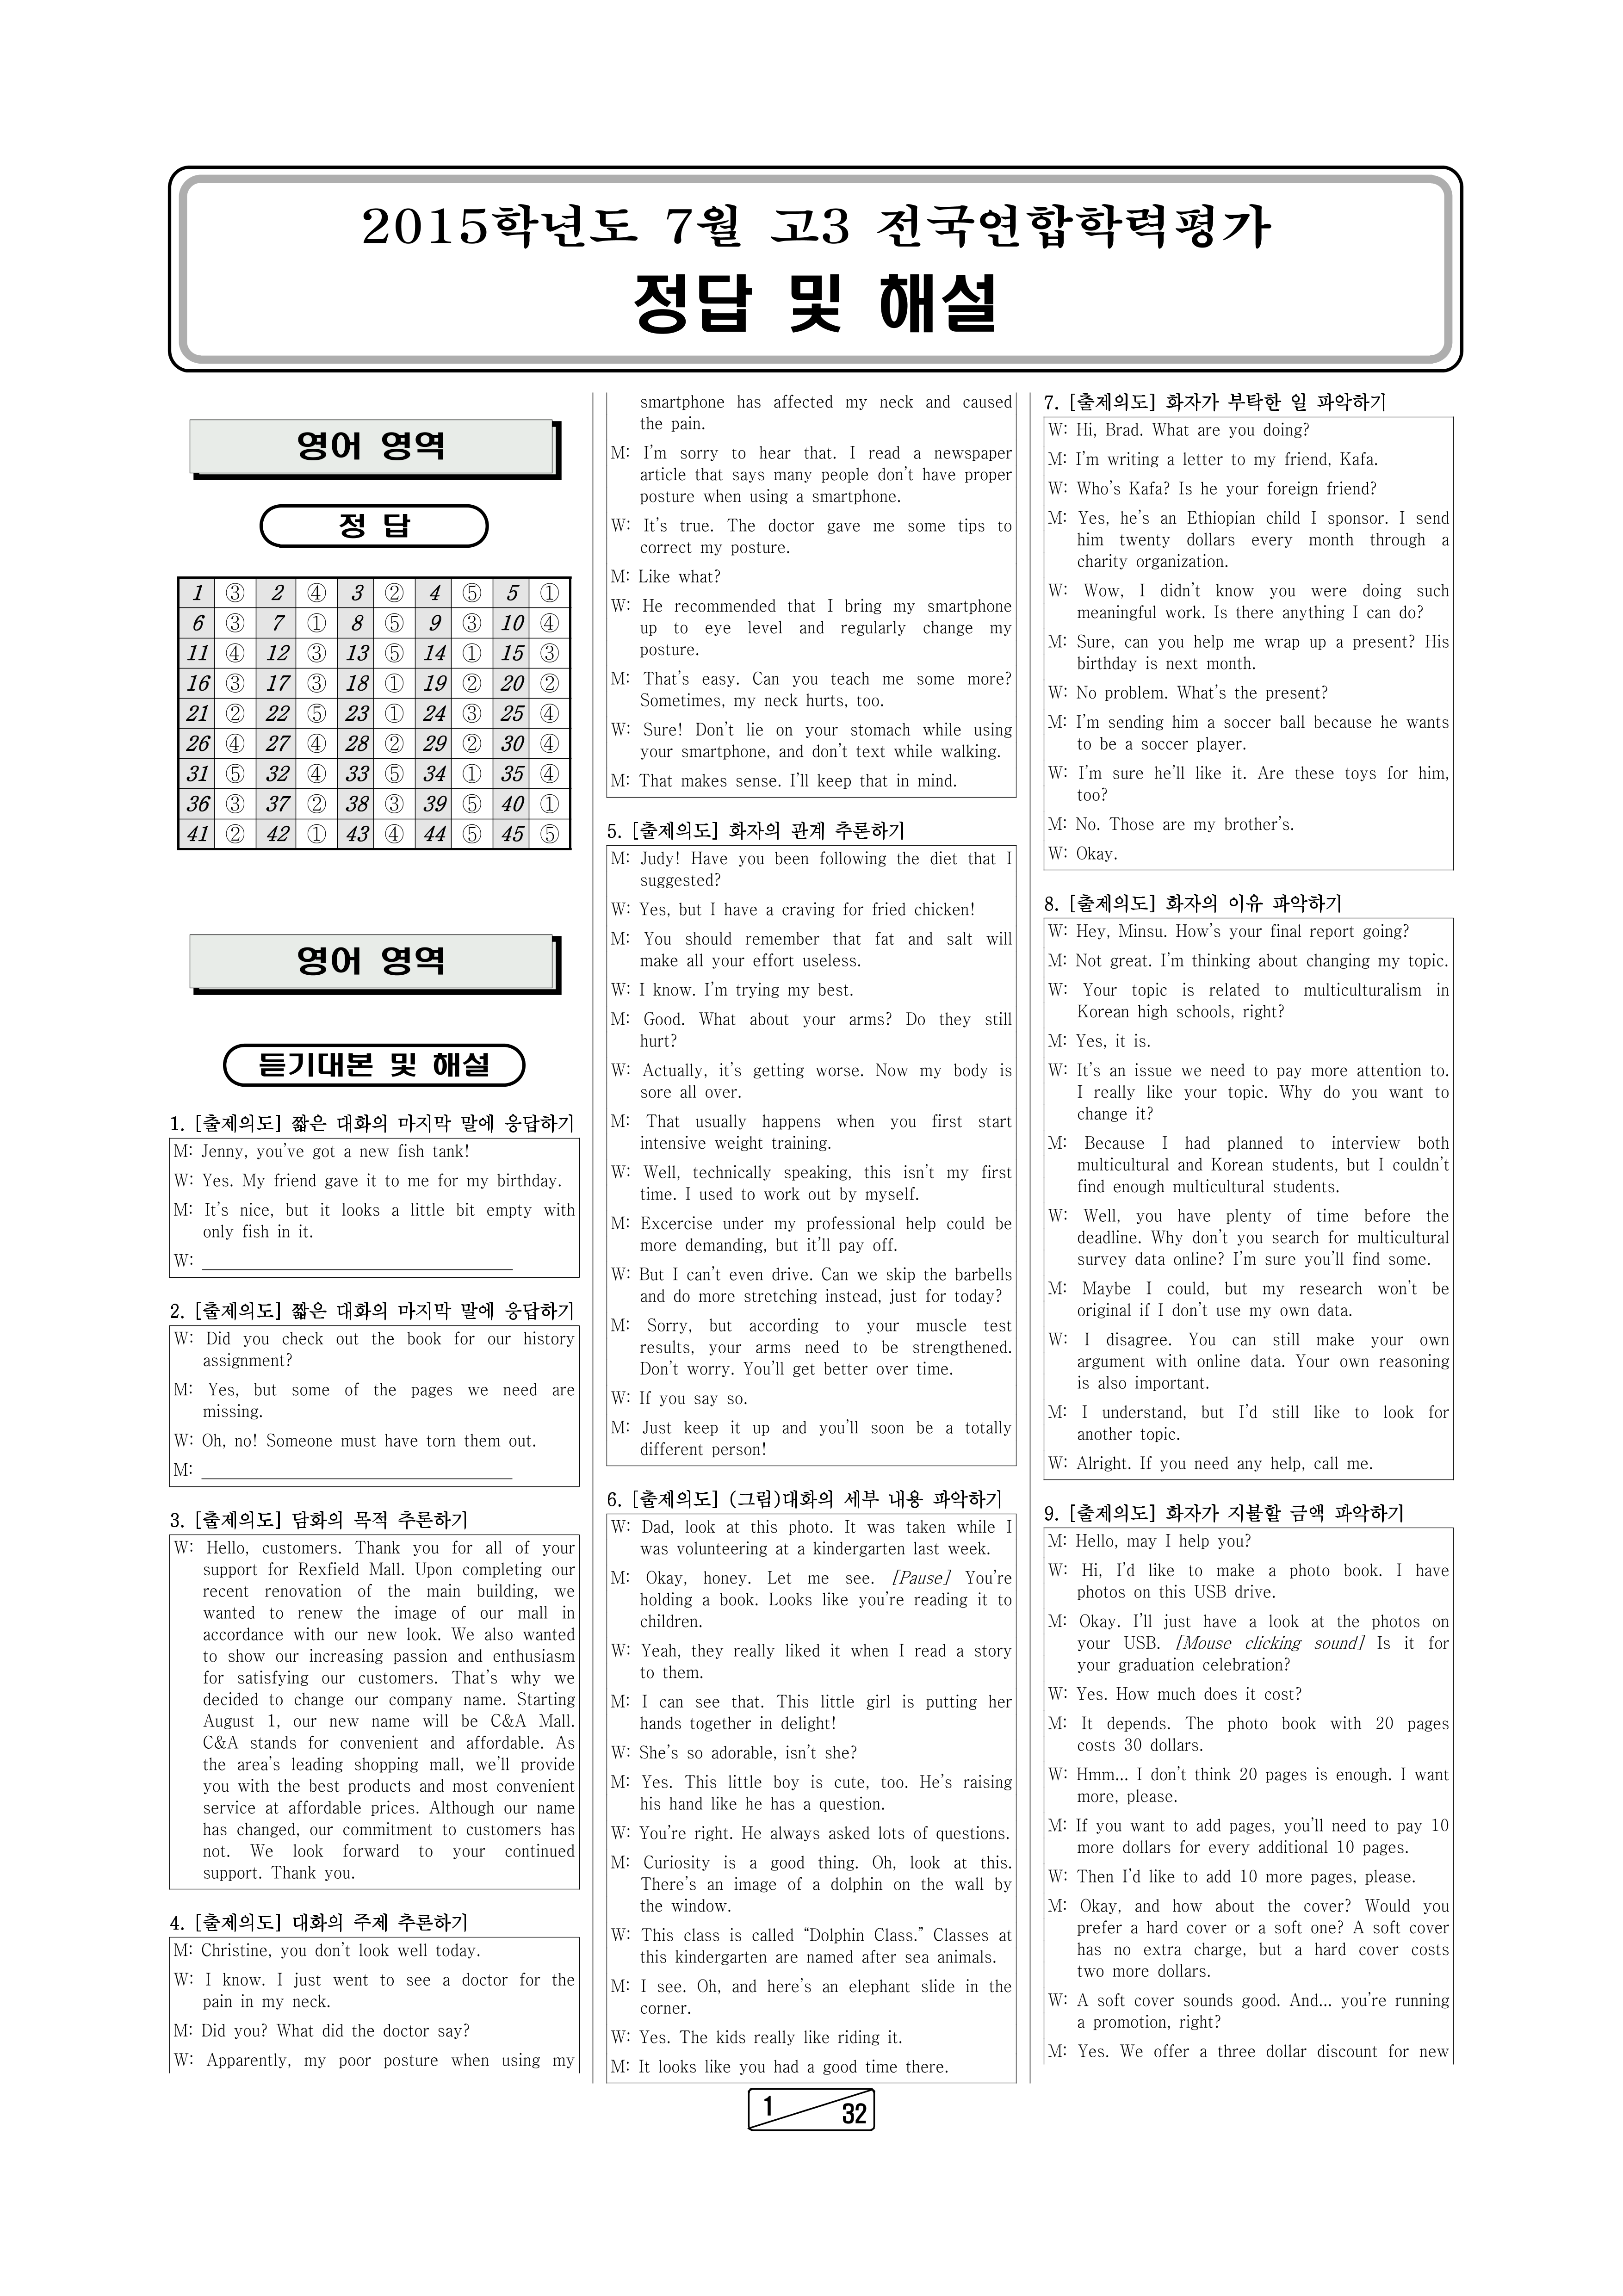 2015학년도 7월 고3 전국연합학력평가
정답 및 해설
영어 영역
정 답
1 ③ 2 ④ 3 ② 4 ⑤ 5 ①
6 ③ 7 ① 8 ⑤ 9 ③ 10 ④
11 ④ 12 ③ 13 ⑤ 14 ① 15 ③
16 ③ 17 ③ 18 ① 19 ② 20 ②
21 ② 22 ⑤ 23 ① 24 ③ 25 ④
26 ④ 27 ④ 28 ② 29 ② 30 ④
31 ⑤ 32 ④ 33 ⑤ 34 ① 35 ④
36 ③ 37 ② 38 ③ 39 ⑤ 40 ①
41 ② 42 ① 43 ④ 44 ⑤ 45 ⑤
영어 영역
듣기대본 및 해설
1. [출제의도] 짧은 대화의 마지막 말에 응답하기
M: Jenny, you've got a new fish tank!
W: Yes. My friend gave it to me for my birthday.
M: It's nice, but it looks a little bit empty with
only fish in it.
W:
2. [출제의도] 짧은 대화의 마지막 말에 응답하기
W: Did you check out the book for our history
assignment?
M: Yes, but some of the pages we need are
missing.
W: Oh, no! Someone must have torn them out.
M:
3. [출제의도] 담화의 목적 추론하기
W: Hello, customers. Thank you for all of your
support for Rexfield Mall. Upon completing our
recent renovation of the main building, we
wanted to renew the image of our mall in
accordance with our new look. We also wanted
to show our increasing passion and enthusiasm
for satisfying our customers. That's why we
decided to change our company name. Starting
August 1, our new name will be C&A Mall.
C&A stands for convenient and affordable. As
the area's leading shopping mall, we'll provide
you with the best products and most convenient
service at affordable prices. Although our name
has changed, our commitment to customers has
not. We look forward to your continued
support. Thank you.
4. [출제의도] 대화의 주제 추론하기
M: Christine, you don't look well today.
W: I know. I just went to see a doctor for the
pain in my neck.
M: Did you? What did the doctor say?
W: Apparently, my poor posture when using my
smartphone has affected my neck and caused
the pain.
M: I'm sorry to hear that. I read a newspaper
article that says many people don't have proper
posture when using a smartphone.
W: It's true. The doctor gave me some tips to
correct my posture.
M: Like what?
W: He recommended that I bring my smartphone
up to eye level and regularly change my
posture.
M: That's easy. Can you teach me some more?
Sometimes, my neck hurts, too.
W: Sure! Don't lie on your stomach while using
your smartphone, and don't text while walking.
M: That makes sense. I'll keep that in mind.
5. [출제의도] 화자의 관계 추론하기
M: Judy! Have you been following the diet that I
suggested?
W: Yes, but I have a craving for fried chicken!
M: You should remember that fat and salt will
make all your effort useless.
W: I know. I'm trying my best.
M: Good. What about your arms? Do they still
hurt?
W: Actually, it's getting worse. Now my body is
sore all over.
M: That usually happens when you first start
intensive weight training.
W: Well, technically speaking, this isn't my first
time. I used to work out by myself.
M: Excercise under my professional help could be
more demanding, but it'll pay off.
W: But I can't even drive. Can we skip the barbells
and do more stretching instead, just for today?
M: Sorry, but according to your muscle test
results, your arms need to be strengthened.
Don't worry. You'll get better over time.
W: If you say so.
M: Just keep it up and you'll soon be a totally
different person!
6. [출제의도] (그림)대화의 세부 내용 파악하기
W: Dad, look at this photo. It was taken while I
was volunteering at a kindergarten last week.
M: Okay, honey. Let me see. [Pause] You're
holding a book. Looks like you're reading it to
children.
W: Yeah, they really liked it when I read a story
to them.
M: I can see that. This little girl is putting her
hands together in delight!
W: She's so adorable, isn't she?
M: Yes. This little boy is cute, too. He's raising
his hand like he has a question.
W: You're right. He always asked lots of questions.
M: Curiosity is a good thing. Oh, look at this.
There's an image of a dolphin on the wall by
the window.
W: This class is called “Dolphin Class.” Classes at
this kindergarten are named after sea animals.
M: I see. Oh, and here's an elephant slide in the
corner.
W: Yes. The kids really like riding it.
M: It looks like you had a good time there.
7. [출제의도] 화자가 부탁한 일 파악하기
W: Hi, Brad. What are you doing?
M: I'm writing a letter to my friend, Kafa.
W: Who's Kafa? Is he your foreign friend?
M: Yes, he's an Ethiopian child I sponsor. I send
him twenty dollars every month through a
charity organization.
W: Wow, I didn't know you were doing such
meaningful work. Is there anything I can do?
M: Sure, can you help me wrap up a present? His
birthday is next month.
W: No problem. What's the present?
M: I'm sending him a soccer ball because he wants
to be a soccer player.
W: I'm sure he'll like it. Are these toys for him,
too?
M: No. Those are my brother's.
W: Okay.
8. [출제의도] 화자의 이유 파악하기
W: Hey, Minsu. How's your final report going?
M: Not great. I'm thinking about changing my topic.
W: Your topic is related to multiculturalism in
Korean high schools, right?
M: Yes, it is.
W: It's an issue we need to pay more attention to.
I really like your topic. Why do you want to
change it?
M: Because I had planned to interview both
multicultural and Korean students, but I couldn't
find enough multicultural students.
W: Well, you have plenty of time before the
deadline. Why don't you search for multicultural
survey data online? I'm sure you'll find some.
M: Maybe I could, but my research won't be
original if I don't use my own data.
W: I disagree. You can still make your own
argument with online data. Your own reasoning
is also important.
M: I understand, but I'd still like to look for
another topic.
W: Alright. If you need any help, call me.
9. [출제의도] 화자가 지불할 금액 파악하기
M: Hello, may I help you?
W: Hi, I'd like to make a photo book. I have
photos on this USB drive.
M: Okay. I'll just have a look at the photos on
your USB. [Mouse clicking sound] Is it for
your graduation celebration?
W: Yes. How much does it cost?
M: It depends. The photo book with 20 pages
costs 30 dollars.
W: Hmm... I don't think 20 pages is enough. I want
more, please.
M: If you want to add pages, you'll need to pay 10
more dollars for every additional 10 pages.
W: Then I'd like to add 10 more pages, please.
M: Okay, and how about the cover? Would you
prefer a hard cover or a soft one? A soft cover
has no extra charge, but a hard cover costs
two more dollars.
W: A soft cover sounds good. And... you're running
a promotion, right?
M: Yes. We offer a three dollar discount for new
1
32